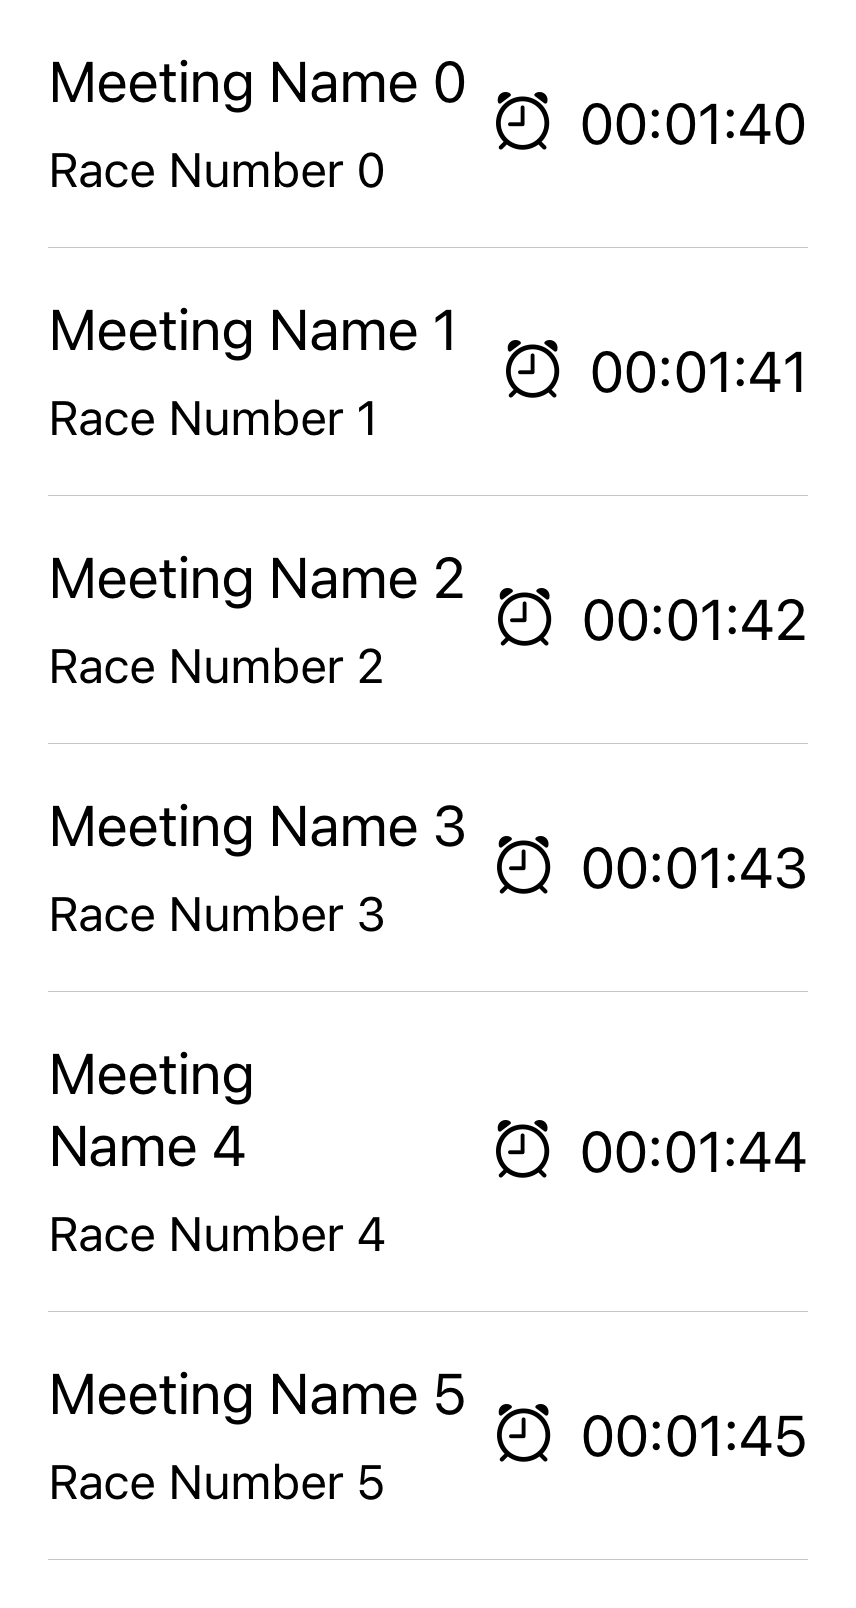 Meeting Name 0
00:01:40
Race Number 0
Meeting Name 1
00:01:41
Race Number 1
Meeting Name 2
00:01:42
Race Number 2
Meeting Name 3
00:01:43
Race Number 3
Meeting
Name 4
00:01:44
Race Number 4
Meeting Name 5
00:01:45
Race Number 5